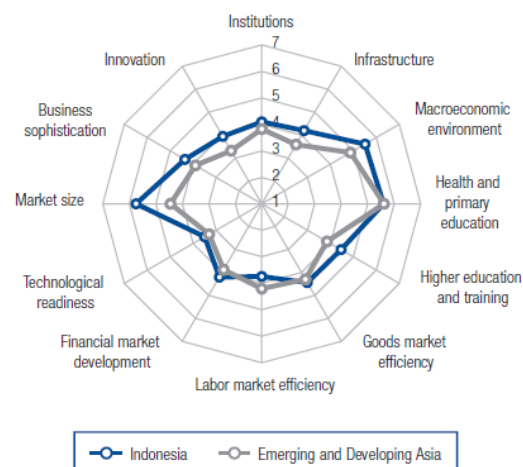 Institutions
Innovation
Infrastructure
Business
sophistication
Macroeconomic
environment
Market size
Health and
primary
education
Technological
readiness
Higher education
and training
Financial market
development
Goods market
efficiency
Labor market efficiency
7
6
5
4
3
2
1
Indonesia
Emerging and Developing Asia